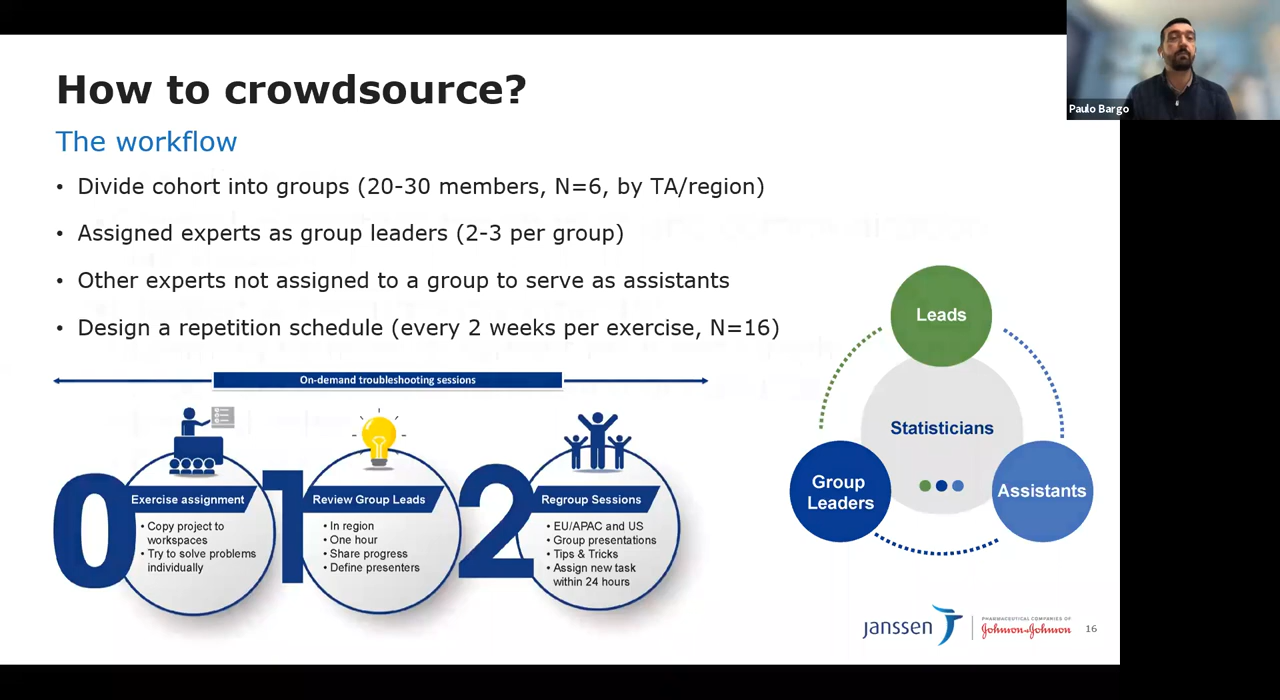 How to crowdsource?
The workflow
• Divide cohort into groups (20-30 members, N=6, by TA/region)
• Assigned experts as group leaders (2-3 per group)
• Other experts not assigned to a group to serve as assistants
• Design a repetition schedule (every 2 weeks per exercise, N=16)
On-demand troubleshooting sessions
0
Exercise assignment
• Copy project to
workspaces
• Try to solve problems
individually
1
Review Group Leads
• In region
• One hour
• Share progress
• Define presenters
2
Regroup Sessions
• EU/APAC and US
• Group presentations
• Tips & Tricks
• Assign new task
within 24 hours
Leads
Statisticians
Group
Leaders
Assistants
janssen
PHARMACEUTICAL COMPANIES OF
Johnson & Johnson
16
Paulo Bargo